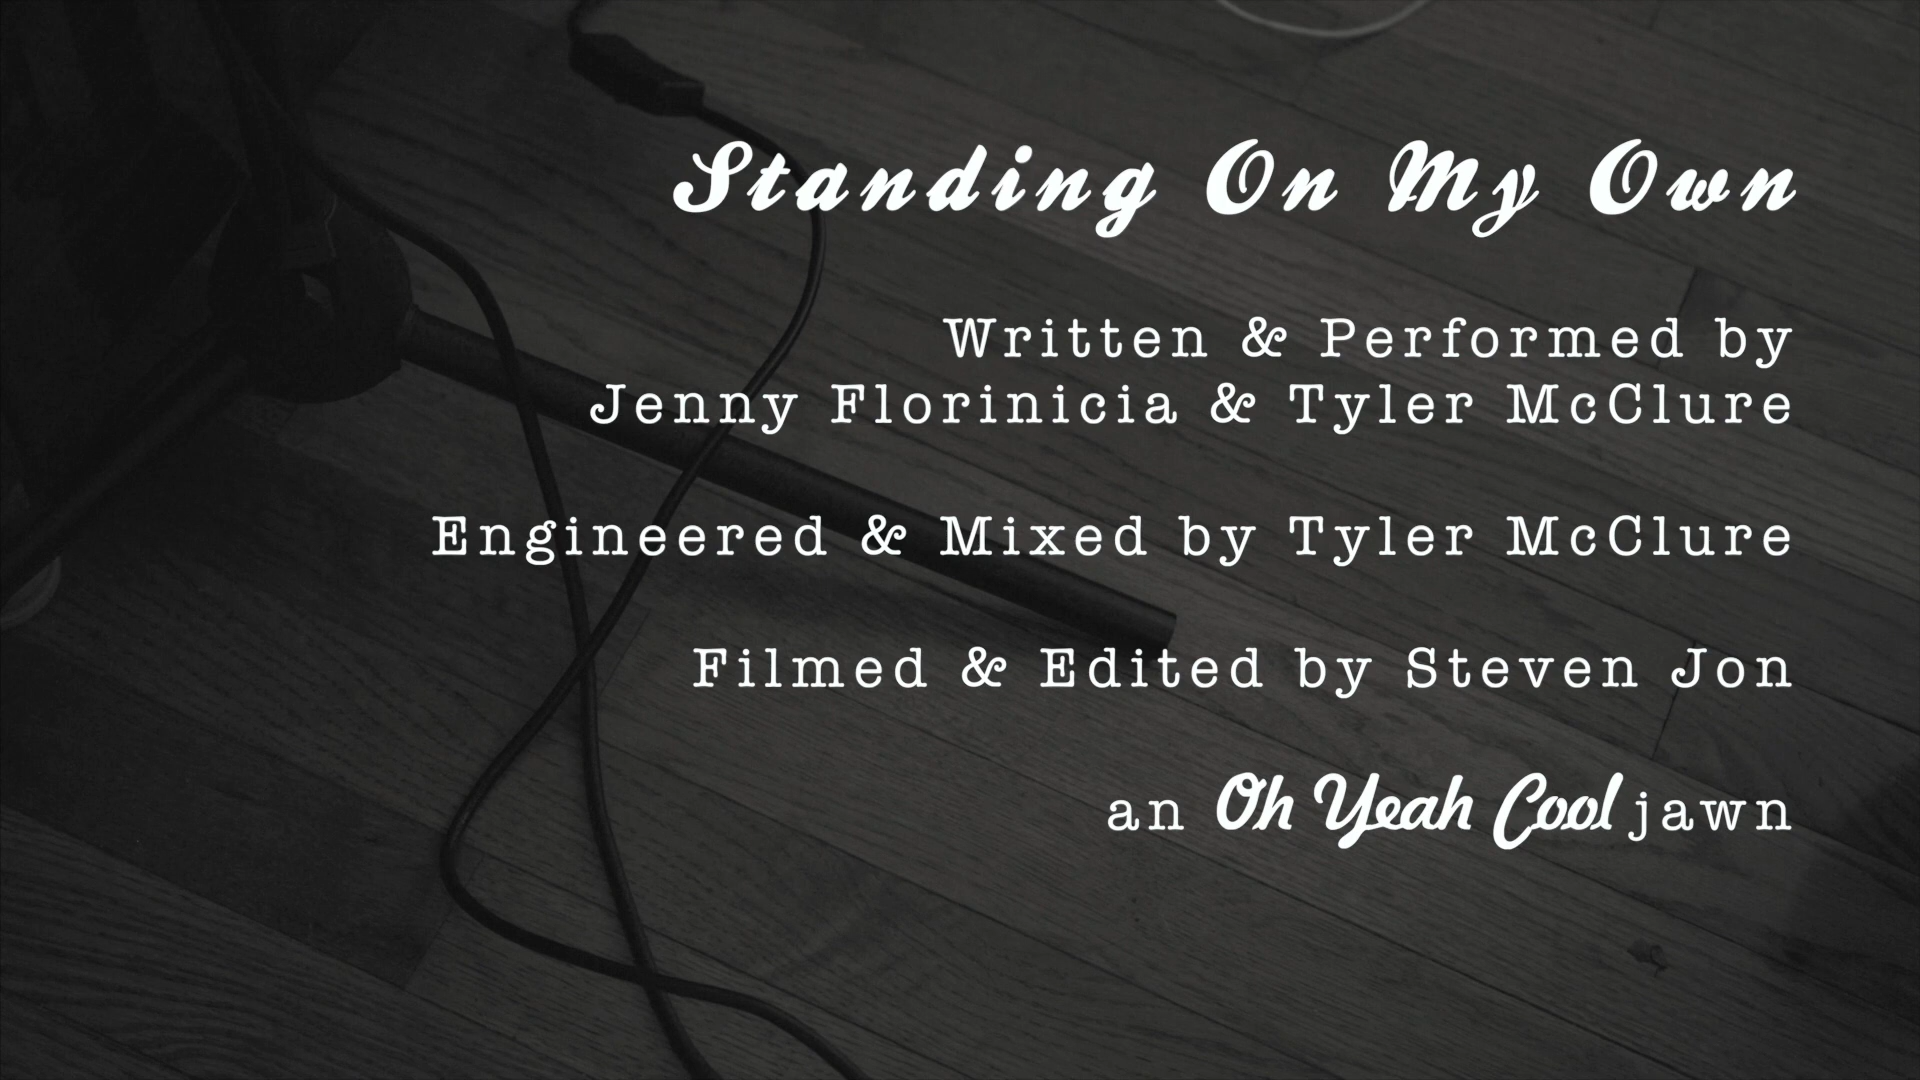 Standing On My Own
Written & Performed by
Jenny Florinicia & Tyler McClure
Engineered & Mixed by Tyler McClure
Filmed & Edited by Steven Jon
an Oh Yeah Cool jawn